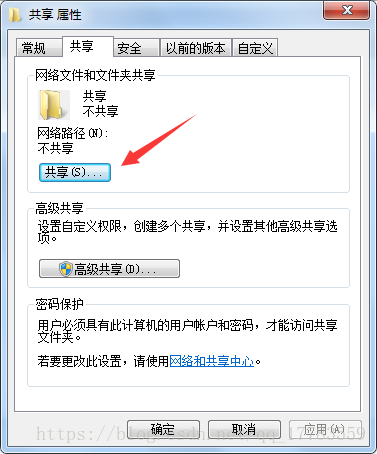 共享 属性
常规 共享 安全 以前的版本 自定义
网络文件和文件夹共享
共享
不共享
网络路径(N):
不共享
共享(S)...
高级共享
设置自定义权限，创建多个共享，并设置其他高级共享选
项。
高级共享(D)...
密码保护
用户必须具有此计算机的用户帐户和密码，才能访问共享
文件夹。
若要更改此设置，请使用网络和共享中心。
确定 取消 应用(A)